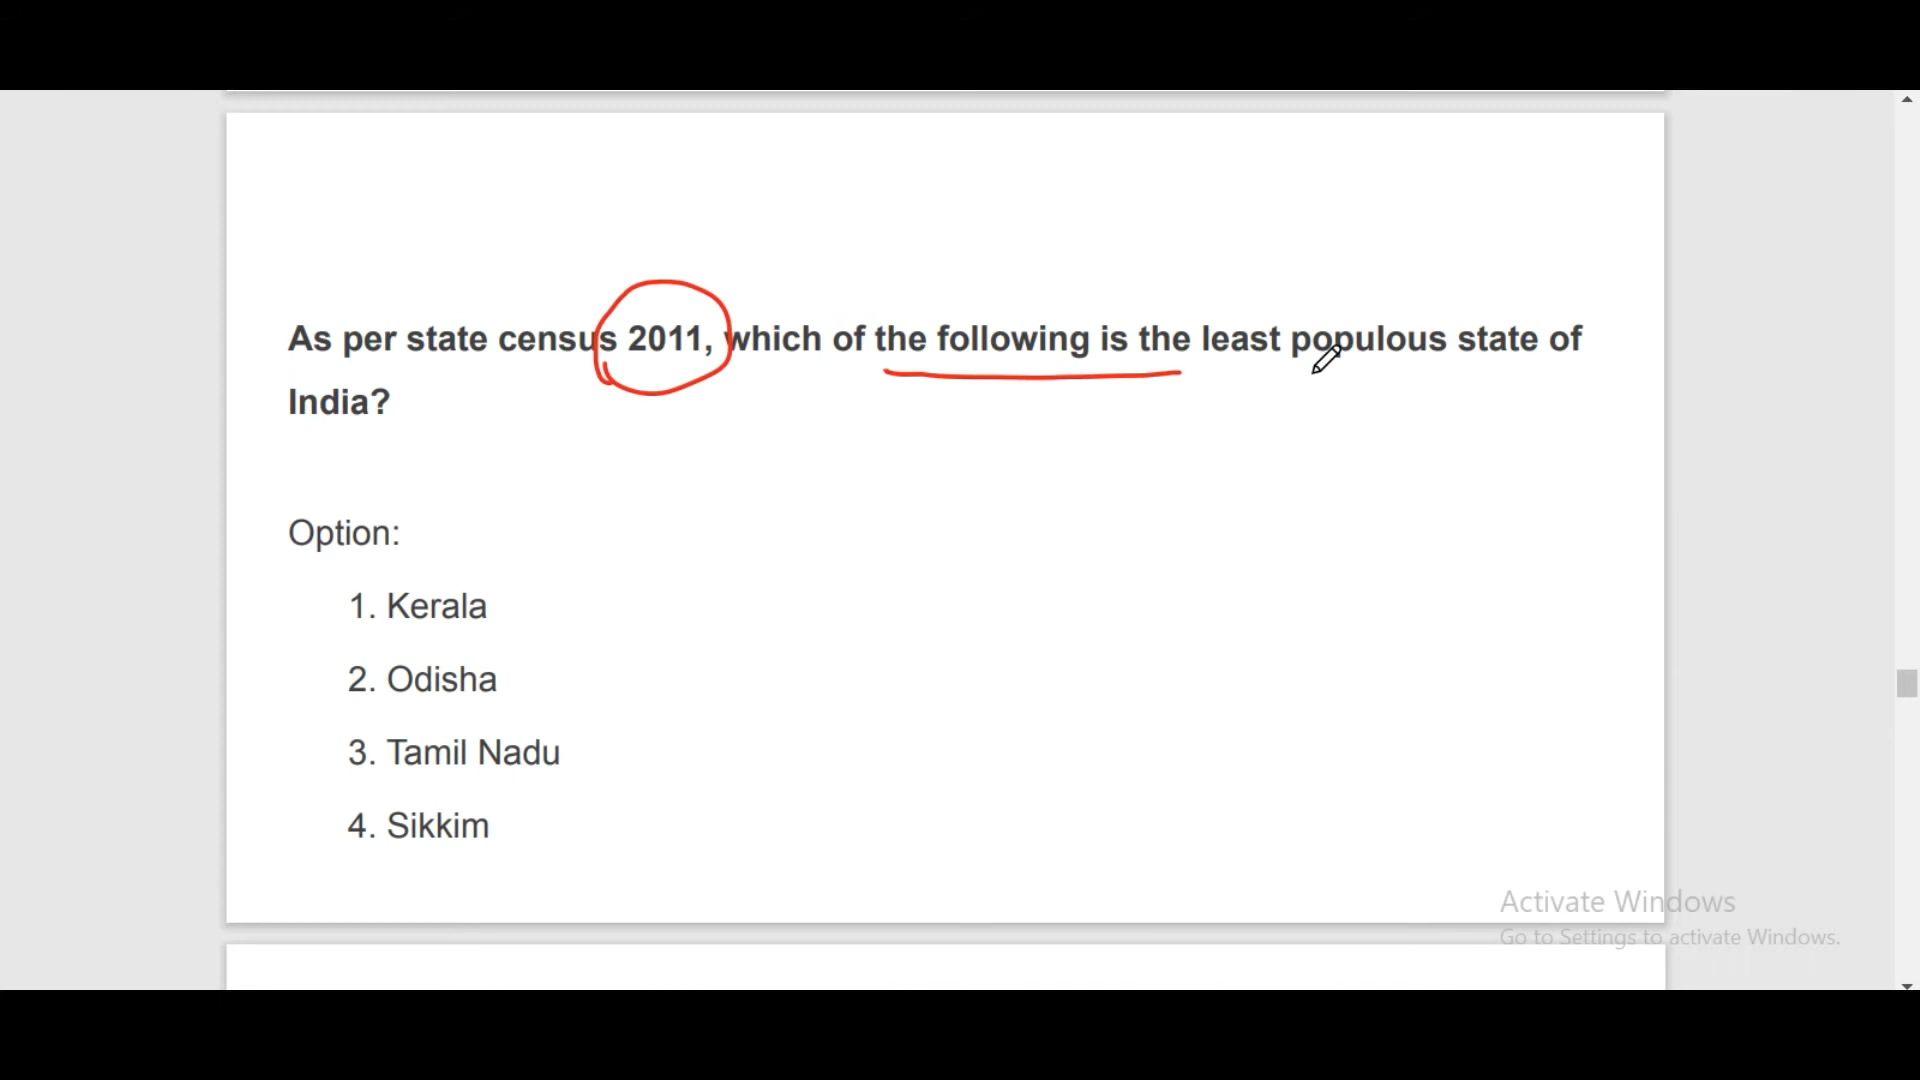 As per state census 2011, which of the following is the least populous state of
India?
Option:
1. Kerala
2. Odisha
3. Tamil Nadu
4. Sikkim
Activate Windows
Go to Settings to activate Windows.